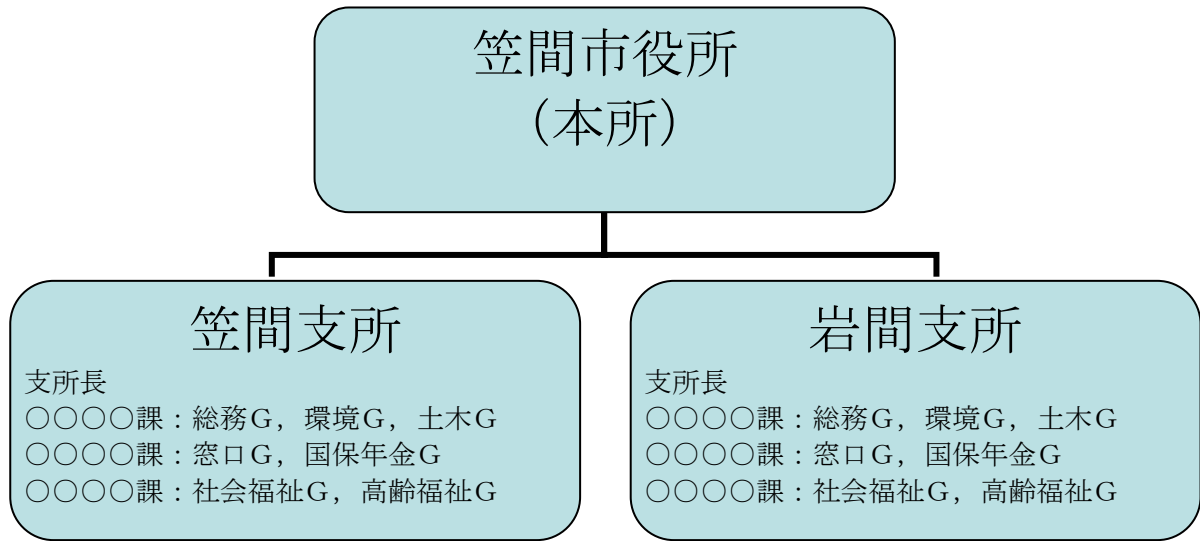 笠間市役所
（本所）
笠間支所
支所長
○○○○課：総務Ｇ，環境Ｇ，土木Ｇ
○○○○課：窓口Ｇ，国保年金Ｇ
○○○○課：社会福祉Ｇ，高齢福祉Ｇ
岩間支所
支所長
○○○○課：総務Ｇ，環境Ｇ，土木Ｇ
○○○○課：窓口Ｇ，国保年金Ｇ
○○○○課：社会福祉Ｇ，高齢福祉Ｇ